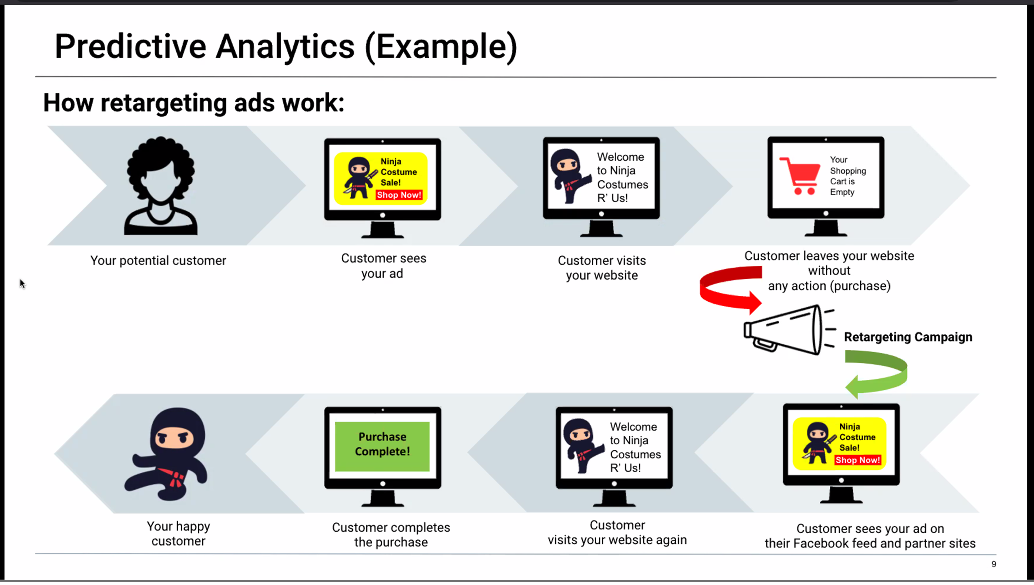 Predictive Analytics (Example)
How retargeting ads work:
Ninja
Costume
Sale!
Shop Now!
Welcome
to Ninja
Costumes
R' Us!
Your
Shopping
Cart is
Empty
Your potential customer
Customer sees
your ad
Customer visits
your website
Customer leaves your website
without
any action (purchase)
Retargeting Campaign
Purchase
Complete!
Welcome
to Ninja
Costumes
R' Us!
Ninja
Costume
Sale!
Shop Now!
Your happy
customer
Customer completes
the purchase
Customer
visits your website again
Customer sees your ad on
their Facebook feed and partner sites
9